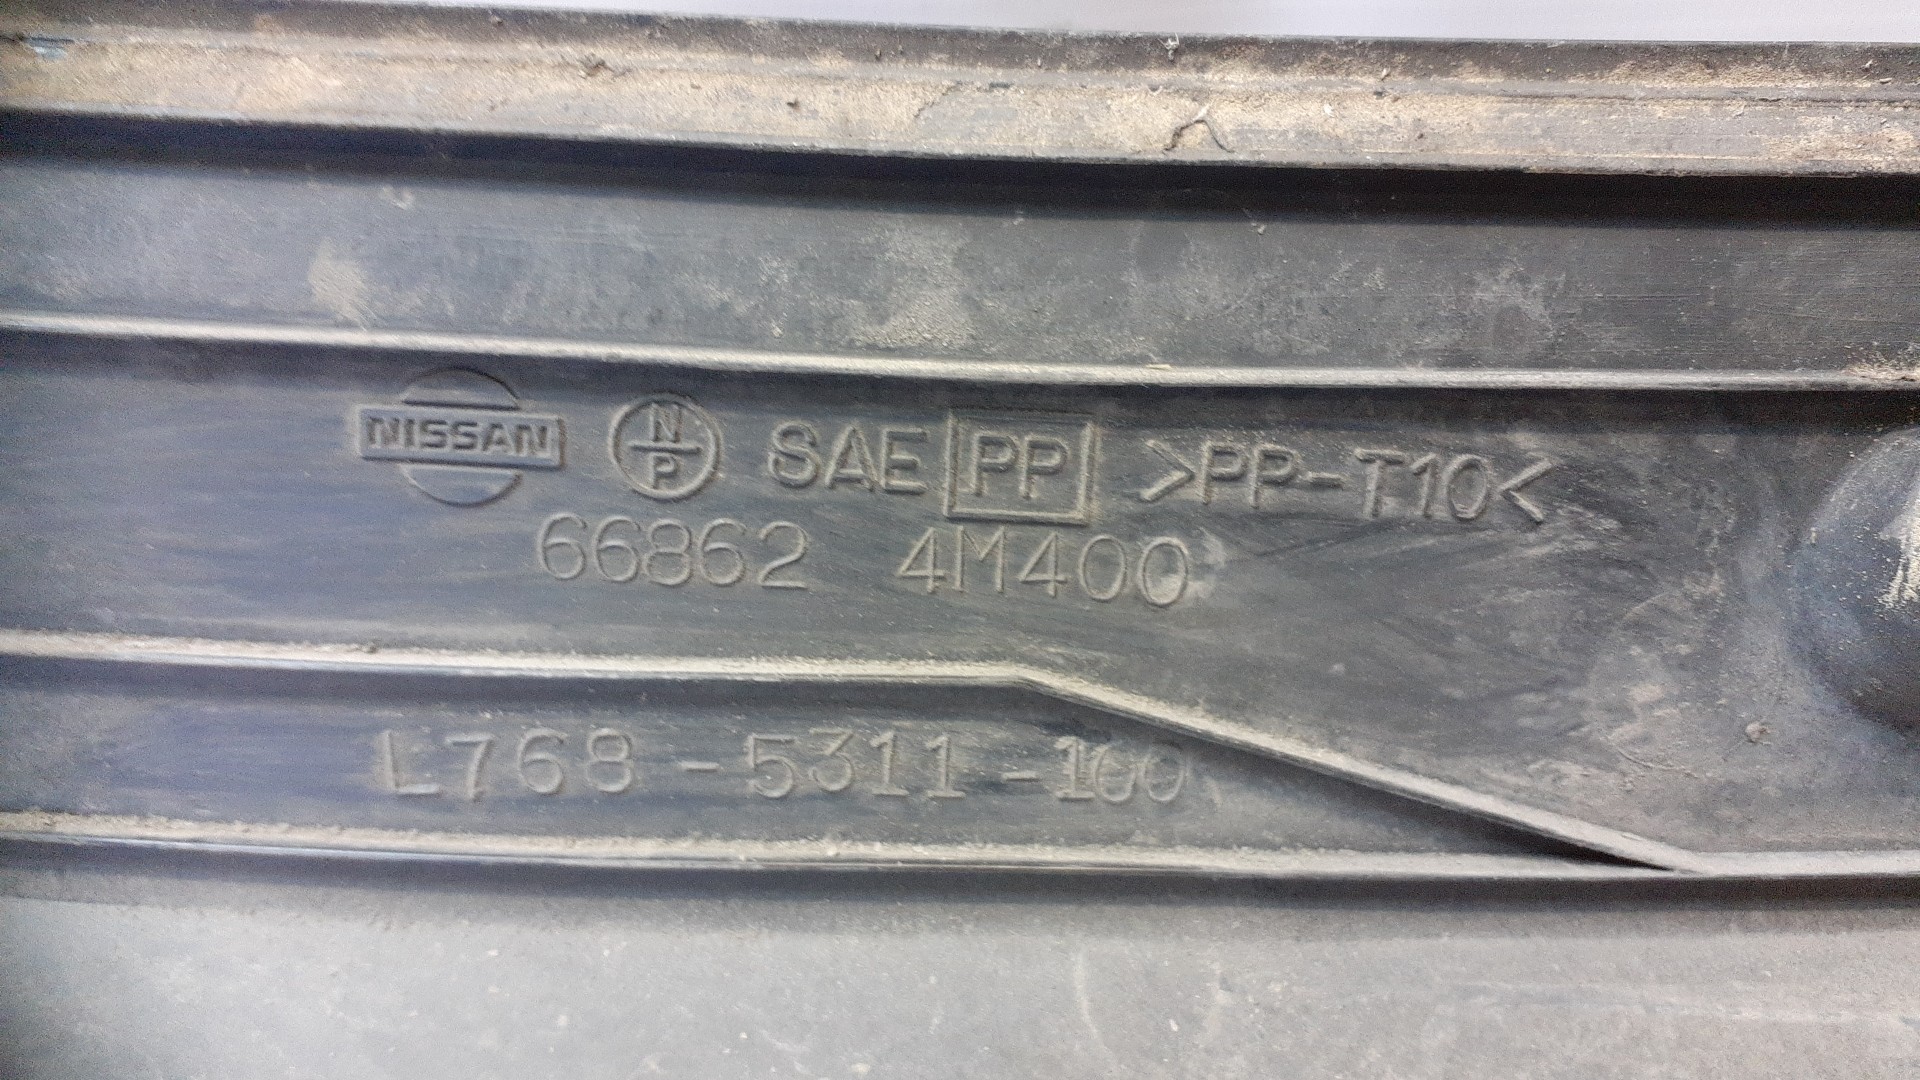 NISSAN N P SAE PP >PP-T10<
66862 4M400
L768-5311-100